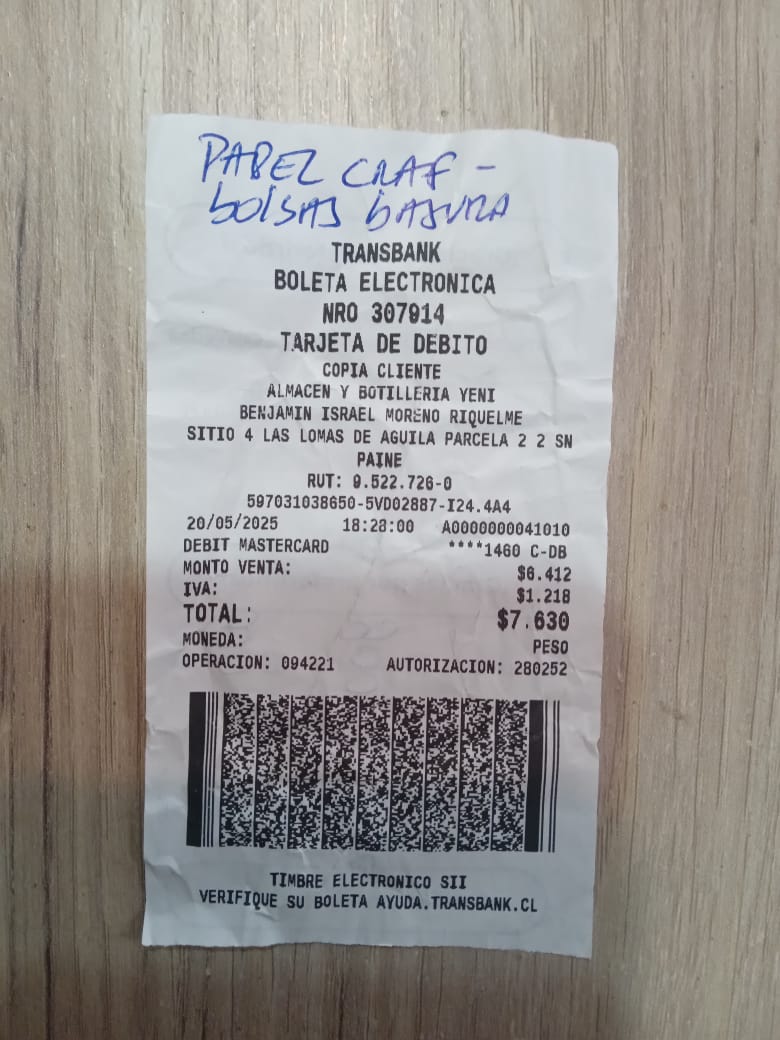 PAPEL CRAF -
BOLSAS BASURA
TRANSBANK
BOLETA ELECTRONICA
NRO 307914
TARJETA DE DEBITO
COPIA CLIENTE
ALMACEN Y BOTILLERIA YENI
BENJAMIN ISRAEL MORENO RIQUELME
SITIO 4 LAS LOMAS DE AGUILA PARCELA 2 2 SN
PAINE
RUT: 9.522.726-0
597031038650-5VD02887-I24.4A4
20/05/2025 18:28:00 A0000000041010
DEBIT MASTERCARD ****1460 C-DB
MONTO VENTA: $6.412
IVA: $1.218
TOTAL: $7.630
MONEDA: PESO
OPERACION: 094221 AUTORIZACION: 280252
TIMBRE ELECTRONICO SII
VERIFIQUE SU BOLETA AYUDA.TRANSBANK.CL